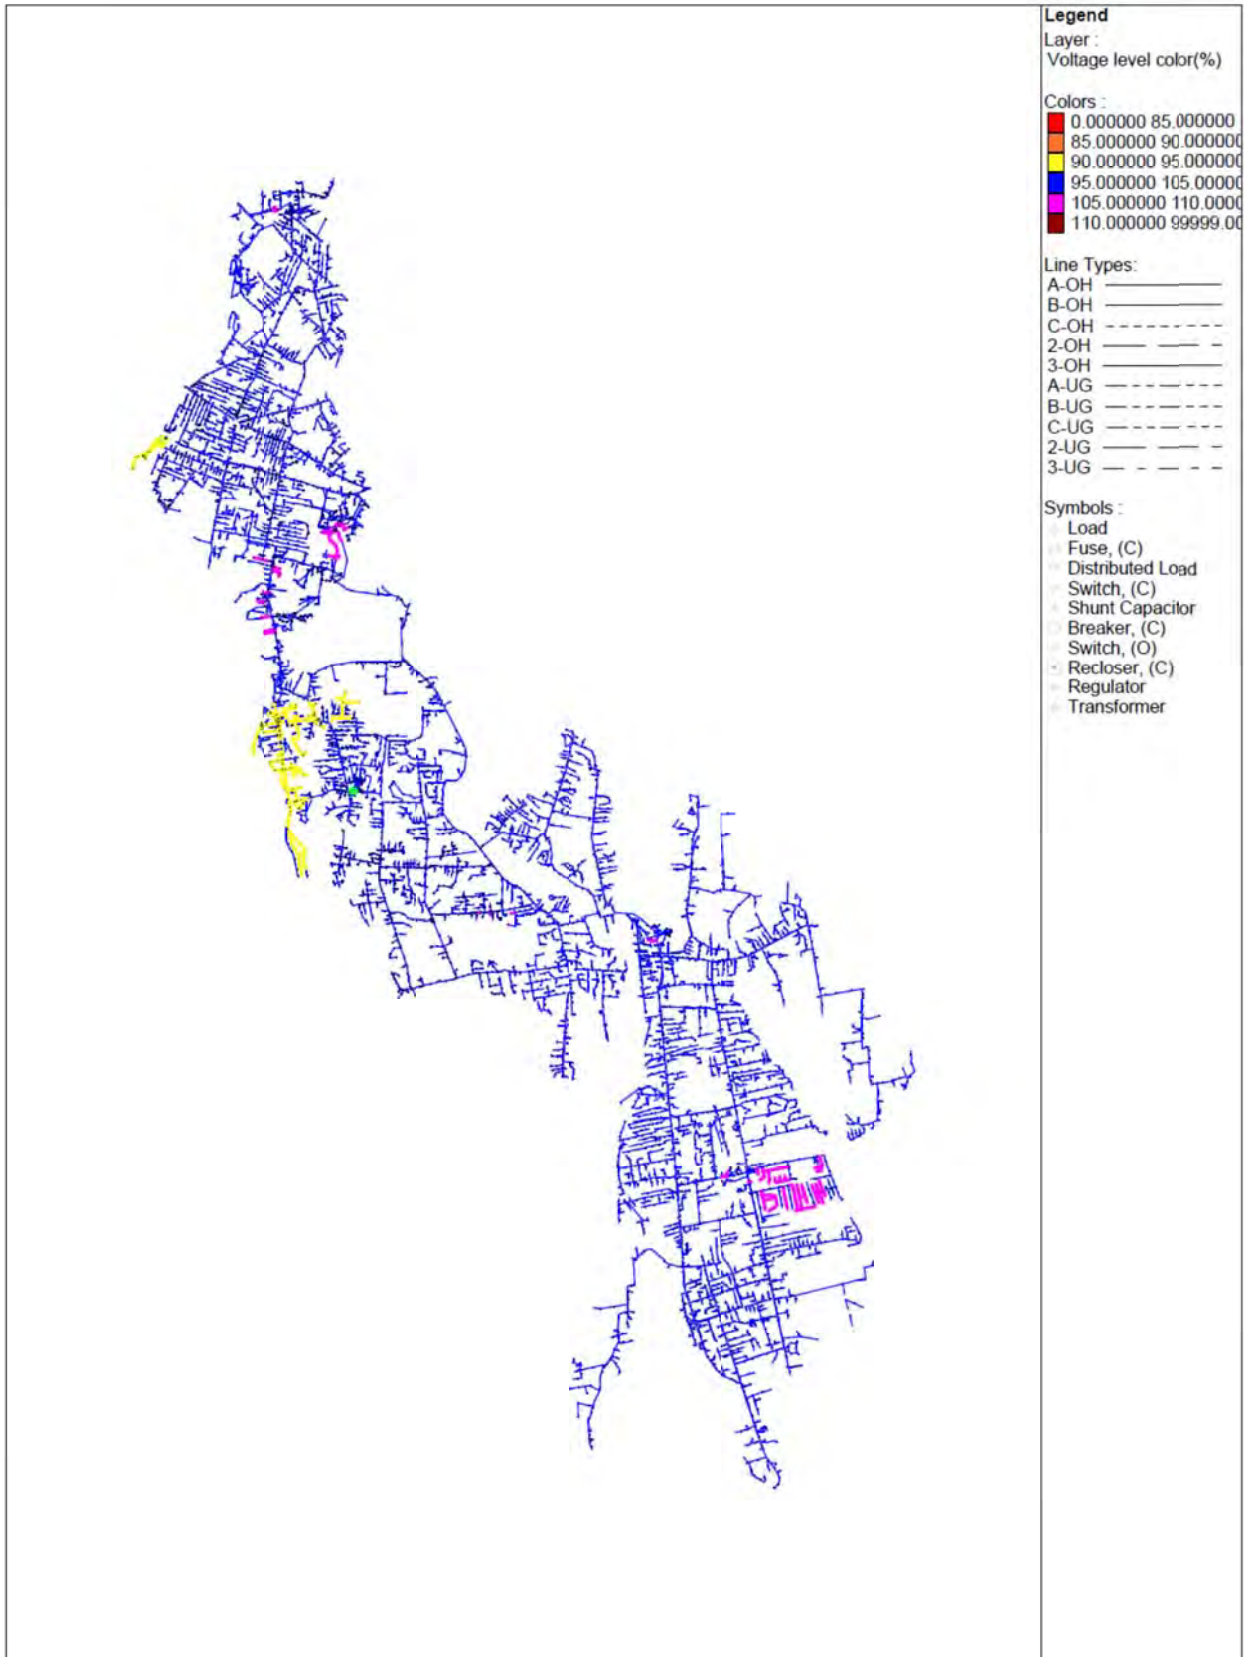 Legend
Layer :
Voltage level color(%)
Colors :
0.000000 85.000000
85.000000 90.000000
90.000000 95.000000
95.000000 105.00000
105.000000 110.0000
110.000000 99999.00
Line Types:
A-OH
B-OH
C-OH
2-OH
3-OH
A-UG
B-UG
C-UG
2-UG
3-UG
Symbols :
Load
Fuse, (C)
Distributed Load
Switch, (C)
Shunt Capacitor
Breaker, (C)
Switch, (O)
Recloser, (C)
Regulator
Transformer